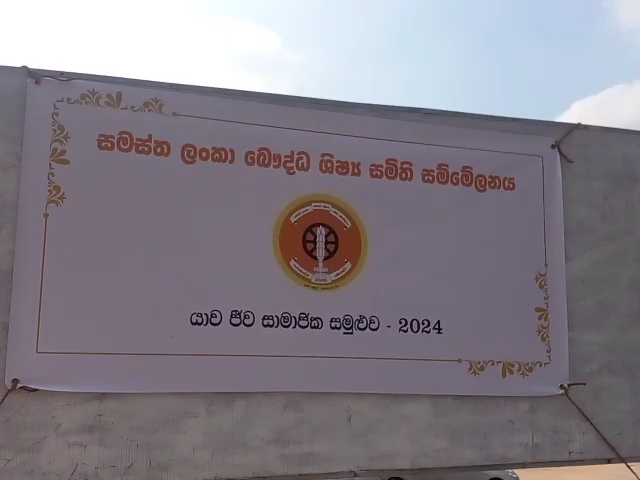 සමස්ත ලංකා බෞද්ධ ශිෂ්‍ය සමිති සම්මේලනය
යාව ජීව සාමාජික සමුළුව - 2024